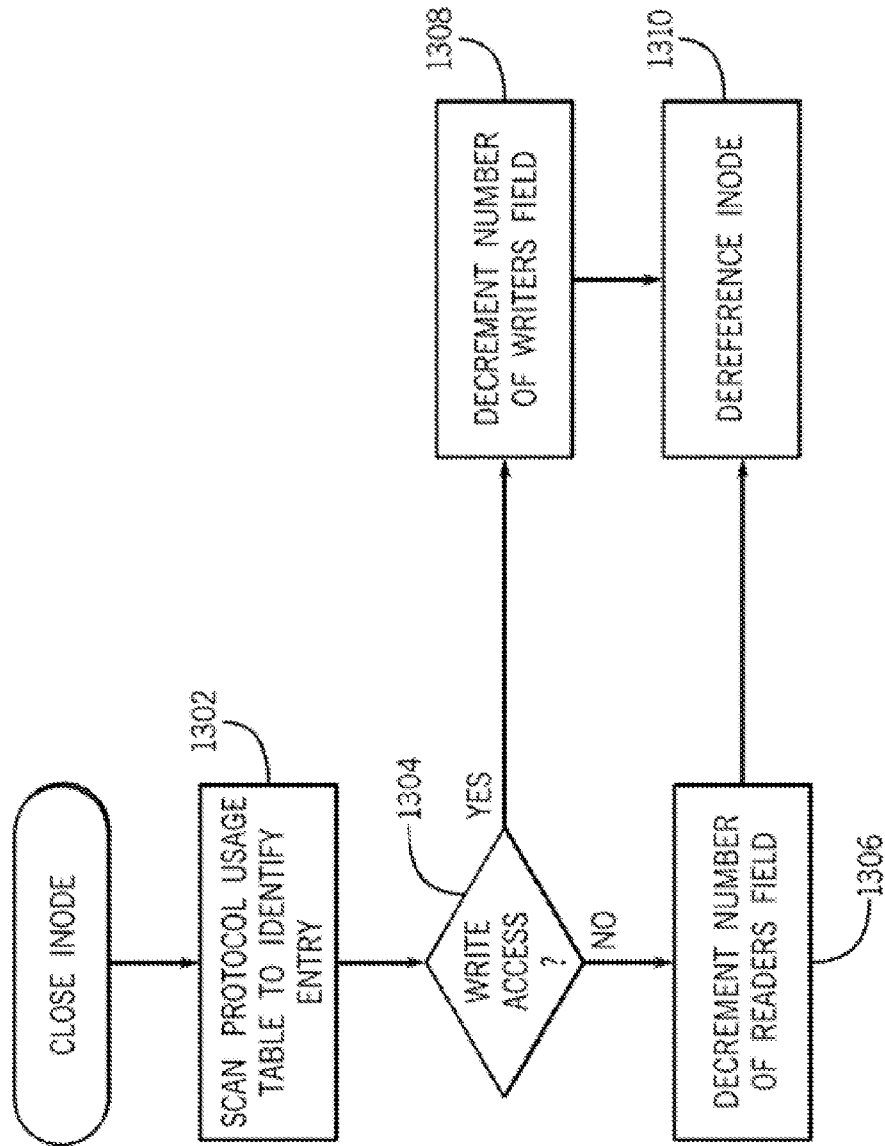 CLOSE INODE
SCAN PROTOCOL USAGE
TABLE TO IDENTIFY
ENTRY
1302
WRITE
ACCESS
?
1304
YES
NO
DECREMENT NUMBER
OF READERS FIELD
1306
DECREMENT NUMBER
OF WRITERS FIELD
1308
DEREFERENCE INODE
1310